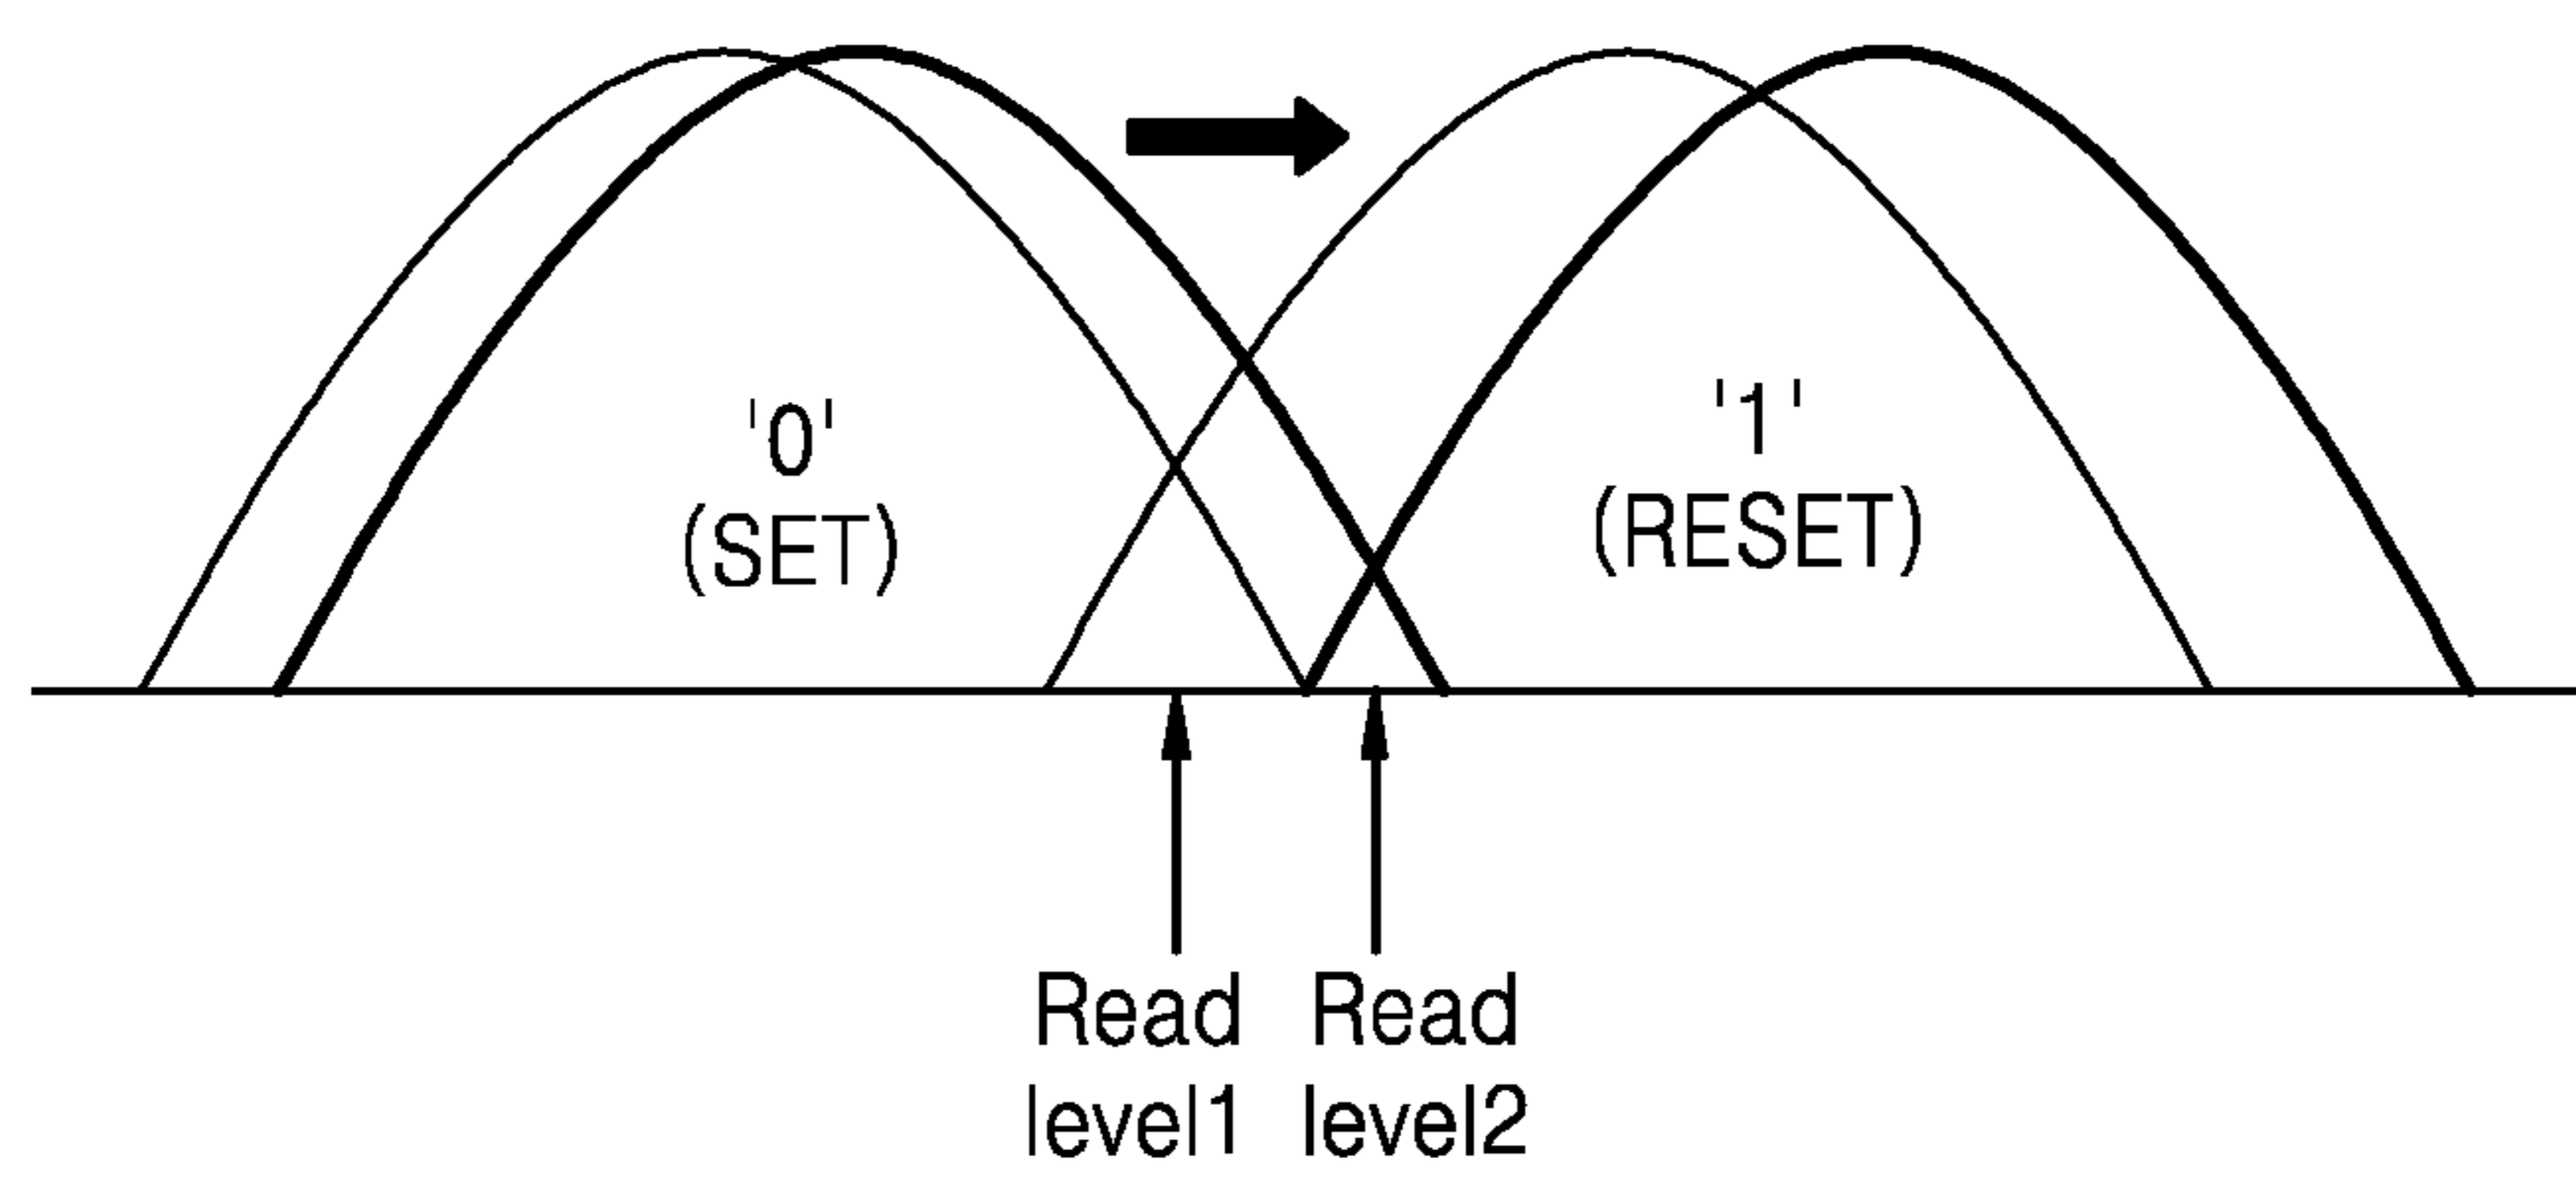 '0'
(SET)
'1'
(RESET)
Read
level1
Read
level2